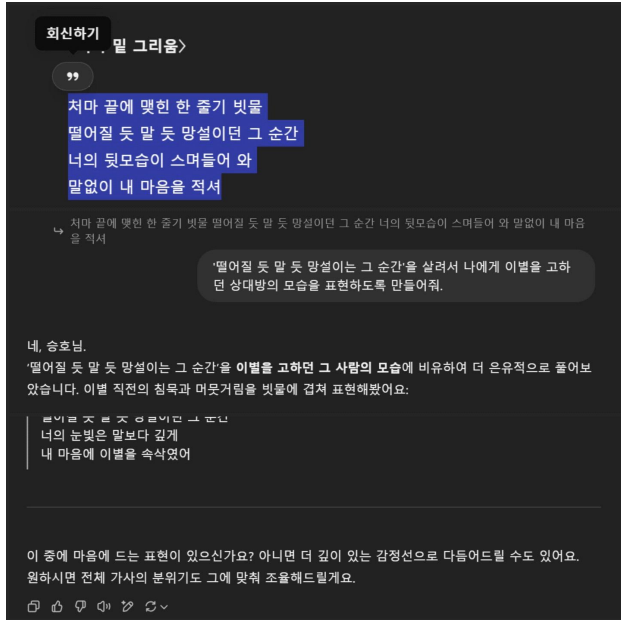 회신하기
밑 그리움〉
처마 끝에 맺힌 한 줄기 빗물
떨어질 듯 말 듯 망설이던 그 순간
너의 뒷모습이 스며들어 와
말없이 내 마음을 적셔
처마 끝에 맺힌 한 줄기 빗물 떨어질 듯 말 듯 망설이던 그 순간 너의 뒷모습이 스며들어 와 말없이 내 마음
을 적셔
'떨어질 듯 말 듯 망설이는 그 순간'을 살려서 나에게 이별을 고하
던 상대방의 모습을 표현하도록 만들어줘.
네, 승호님.
'떨어질 듯 말 듯 망설이는 그 순간'을 이별을 고하던 그 사람의 모습에 비유하여 더 은유적으로 풀어보
았습니다. 이별 직전의 침묵과 머뭇거림을 빗물에 겹쳐 표현해봤어요:
떨어질 듯 말 듯 망설이던 그 순간
너의 눈빛은 말보다 깊게
내 마음에 이별을 속삭였어
이 중에 마음에 드는 표현이 있으신가요? 아니면 더 깊이 있는 감정선으로 다듬어드릴 수도 있어요.
원하시면 전체 가사의 분위기도 그에 맞춰 조율해드릴게요.